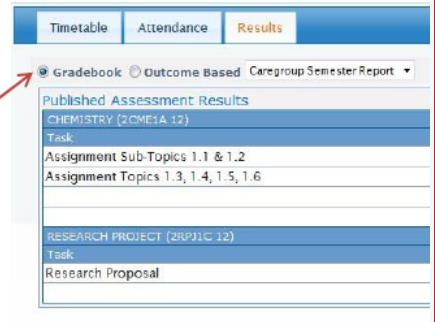 Timetable Attendance Results
Gradebook Outcome Based Caregroup Semester Report
Published Assessment Results
CHEMISTRY (2CME1A 12)
Task
Assignment Sub-Topics 1.1 & 1.2
Assignment Topics 1.3, 1.4, 1.5, 1.6
RESEARCH PROJECT (2RPJ1C 12)
Task
Research Proposal